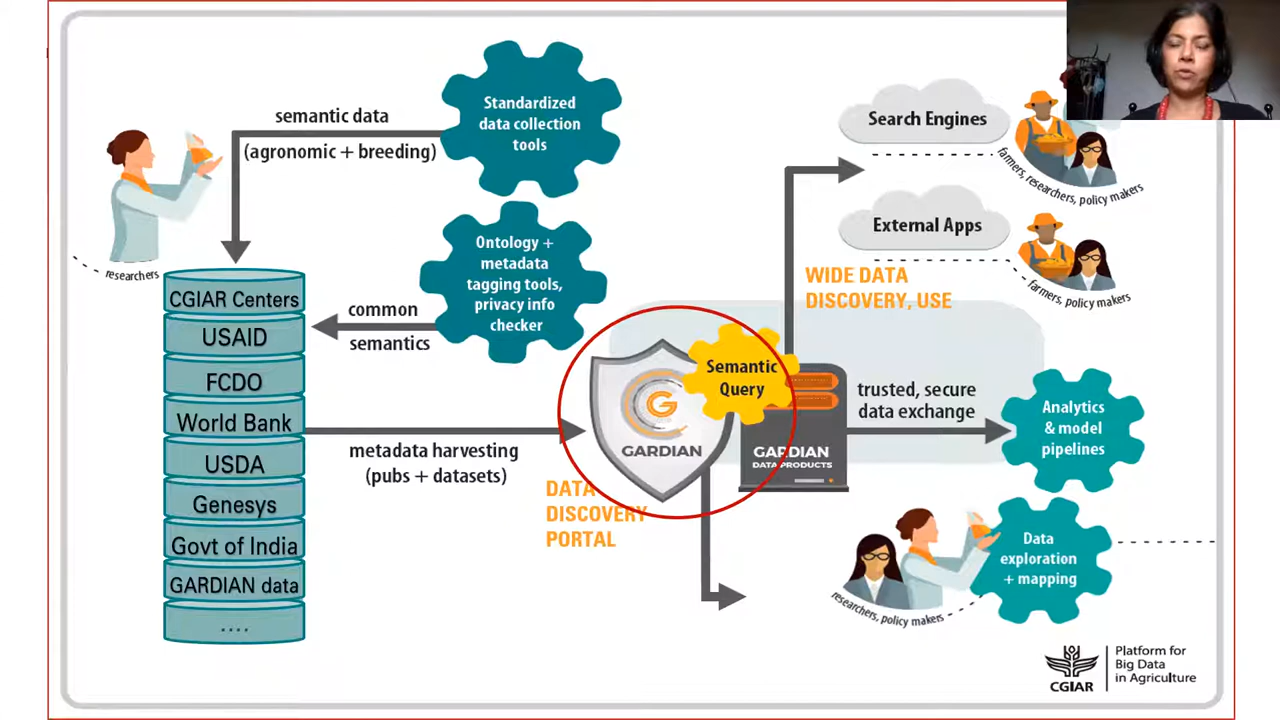 Standardized
data collection
tools
semantic data
(agronomic + breeding)
researchers
Ontology +
metadata
tagging tools,
privacy info
checker
common
semantics
CGIAR Centers
USAID
FCDO
World Bank
USDA
Genesys
Govt of India
GARDIAN data
....
metadata harvesting
(pubs + datasets)
G
GARDIAN
Semantic
Query
DATA
DISCOVERY
PORTAL
GARDIAN
DATA PRODUCTS
WIDE DATA
DISCOVERY, USE
Search Engines
farmers, researchers, policy makers
External Apps
farmers, policy makers
trusted, secure
data exchange
Analytics
& model
pipelines
Data
exploration
+ mapping
researchers, policy makers
CGIAR
Platform for
Big Data
in Agriculture